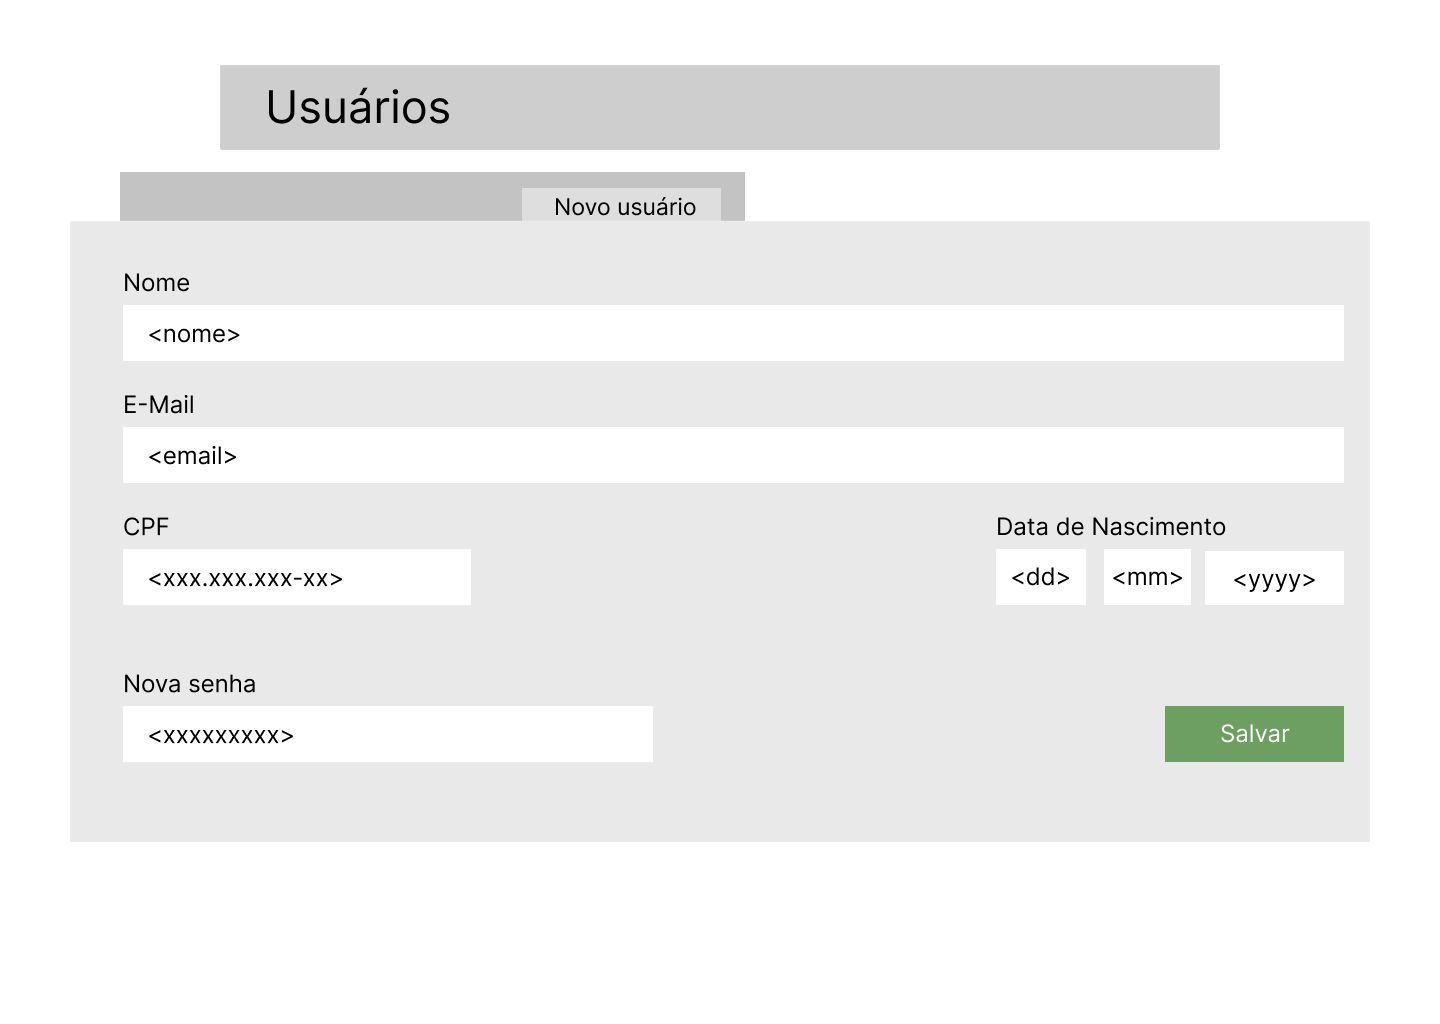 Usuários
Novo usuário
Nome
<nome>
E-Mail
<email>
CPF
Data de Nascimento
<xxx.xxx.xxx-xx>
<dd>
<mm>
<yyyy>
Nova senha
<xxxxxxxxx>
Salvar